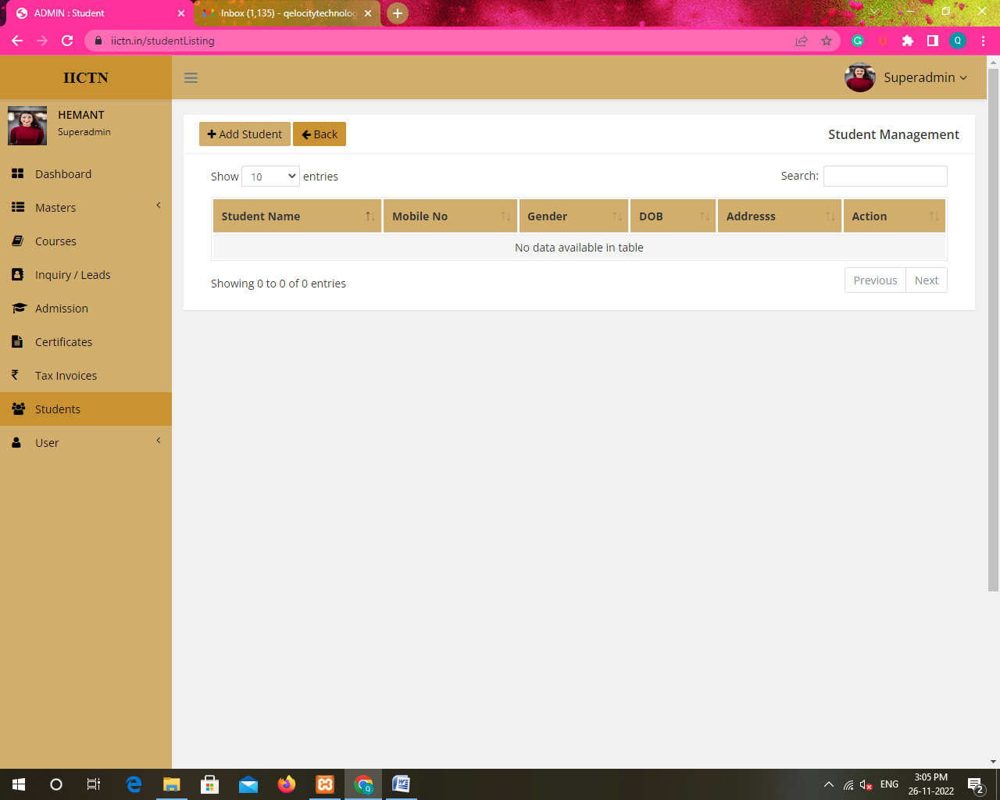 ADMIN : Student
Inbox (1,135) - qelocitytechnolog
iictn.in/studentListing
Q
IICTN
Superadmin
HEMANT
Superadmin
Dashboard
Masters
Courses
Inquiry / Leads
Admission
Certificates
Tax Invoices
Students
User
Add Student
Back
Student Management
Show 10 entries
Search:
Student Name
Mobile No
Gender
DOB
Addresss
Action
No data available in table
Showing 0 to 0 of 0 entries
Previous
Next
ENG
3:05 PM
26-11-2022
2